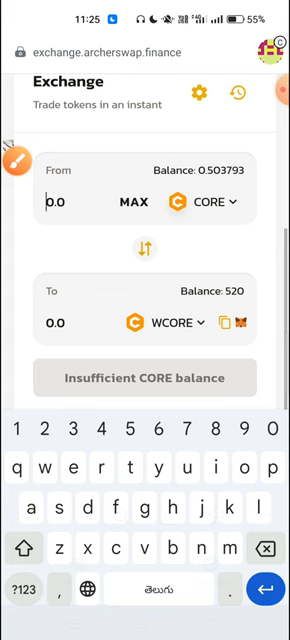 11:25 55%
exchange.archerswap.finance
Exchange
Trade tokens in an instant
From Balance: 0.503793
0.0 MAX CORE
To Balance: 520
0.0 WCORE
Insufficient CORE balance
1 2 3 4 5 6 7 8 9 0
q w e r t y u i o p
a s d f g h j k l
z x c v b n m
?123 , తెలుగు .